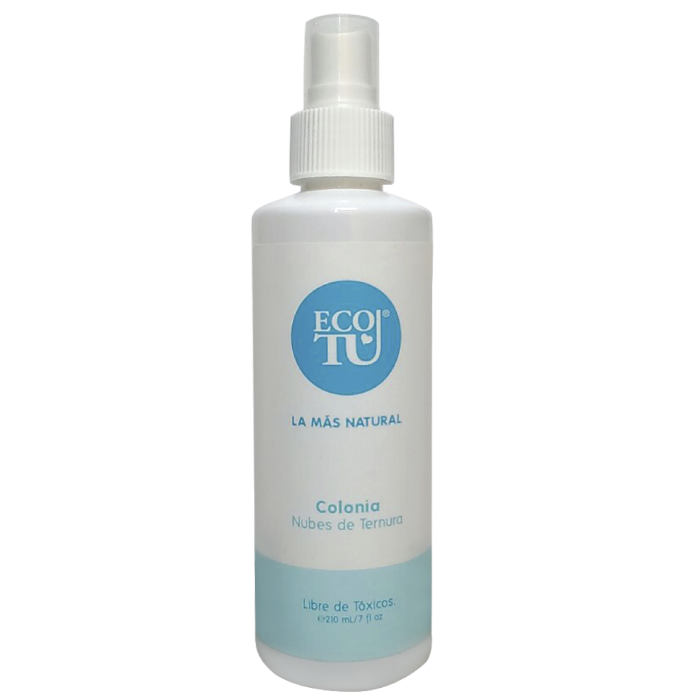 ECO
TU®
LA MÁS NATURAL
Colonia
Nubes de Ternura
Libre de Tóxicos.
℮210 mL/7 fl oz